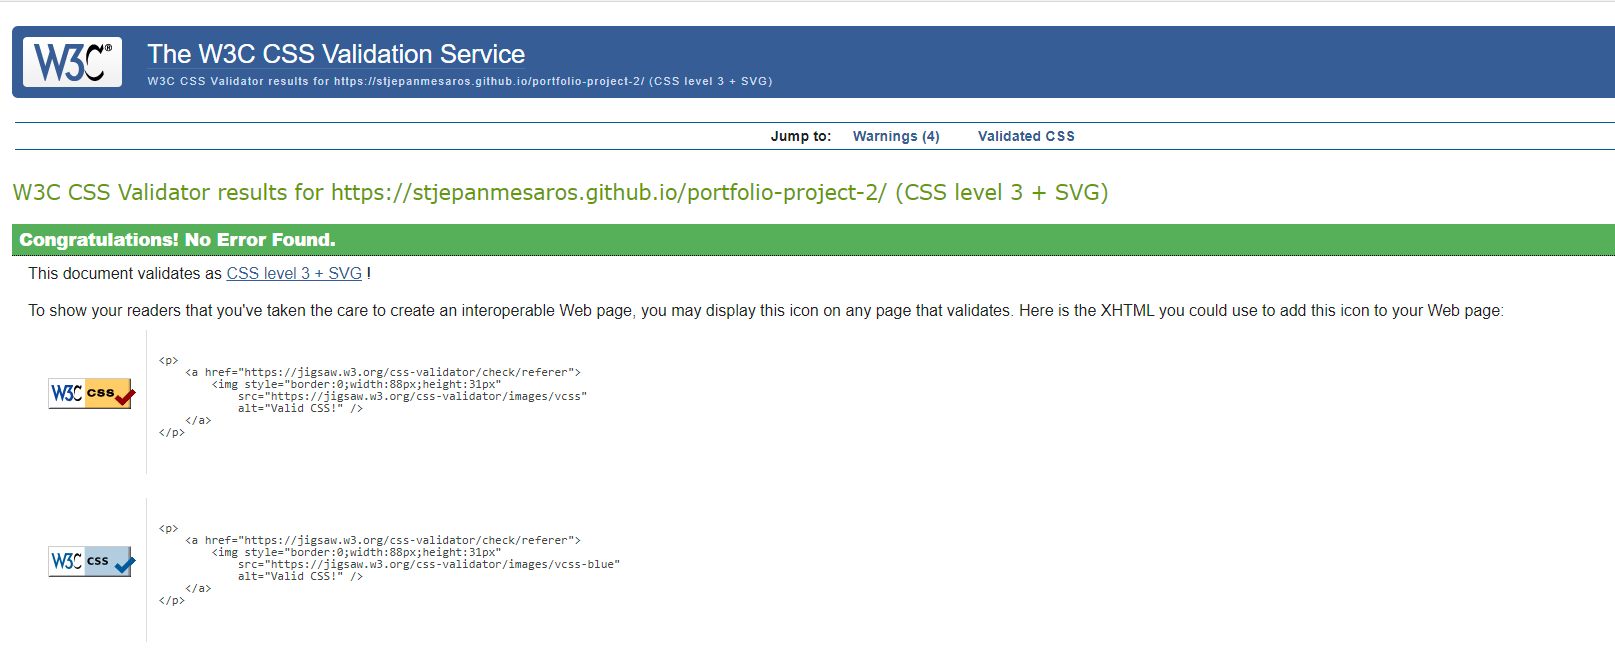 W3C®
The W3C CSS Validation Service
W3C CSS Validator results for https://stjepanmesaros.github.io/portfolio-project-2/ (CSS level 3 + SVG)
Jump to: Warnings (4) Validated CSS
W3C CSS Validator results for https://stjepanmesaros.github.io/portfolio-project-2/ (CSS level 3 + SVG)
Congratulations! No Error Found.
This document validates as CSS level 3 + SVG !
To show your readers that you've taken the care to create an interoperable Web page, you may display this icon on any page that validates. Here is the XHTML you could use to add this icon to your Web page:
W3C css
<p>
    <a href="https://jigsaw.w3.org/css-validator/check/referer">
        <img style="border:0;width:88px;height:31px"
            src="https://jigsaw.w3.org/css-validator/images/vcss"
            alt="Valid CSS!" />
    </a>
</p>
W3C css
<p>
    <a href="https://jigsaw.w3.org/css-validator/check/referer">
        <img style="border:0;width:88px;height:31px"
            src="https://jigsaw.w3.org/css-validator/images/vcss-blue"
            alt="Valid CSS!" />
    </a>
</p>